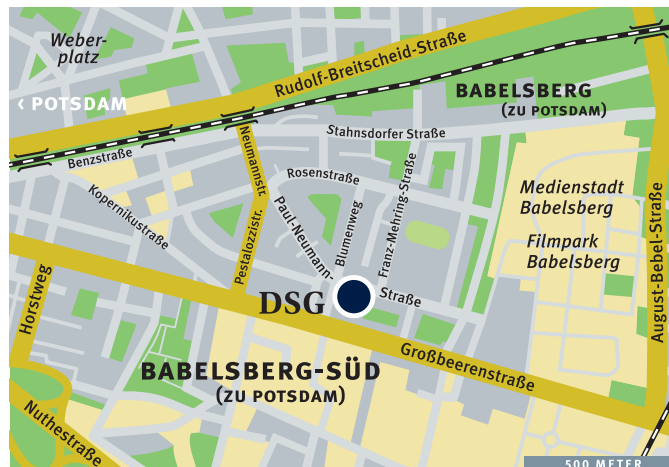 Weber-
platz
Rudolf-Breitscheid-Straße
‹ POTSDAM
BABELSBERG
(ZU POTSDAM)
Stahnsdorfer Straße
Benzstraße
Neumannstr.
Rosenstraße
Kopernikusstraße
Pestalozzistr.
Paul-Neumann-
Straße
Blumenweg
Franz-Mehring-Straße
Medienstadt
Babelsberg
Filmpark
Babelsberg
August-Bebel-Straße
Horstweg
DSG
Großbeerenstraße
BABELSBERG-SÜD
(ZU POTSDAM)
Nuthestraße
500 METER